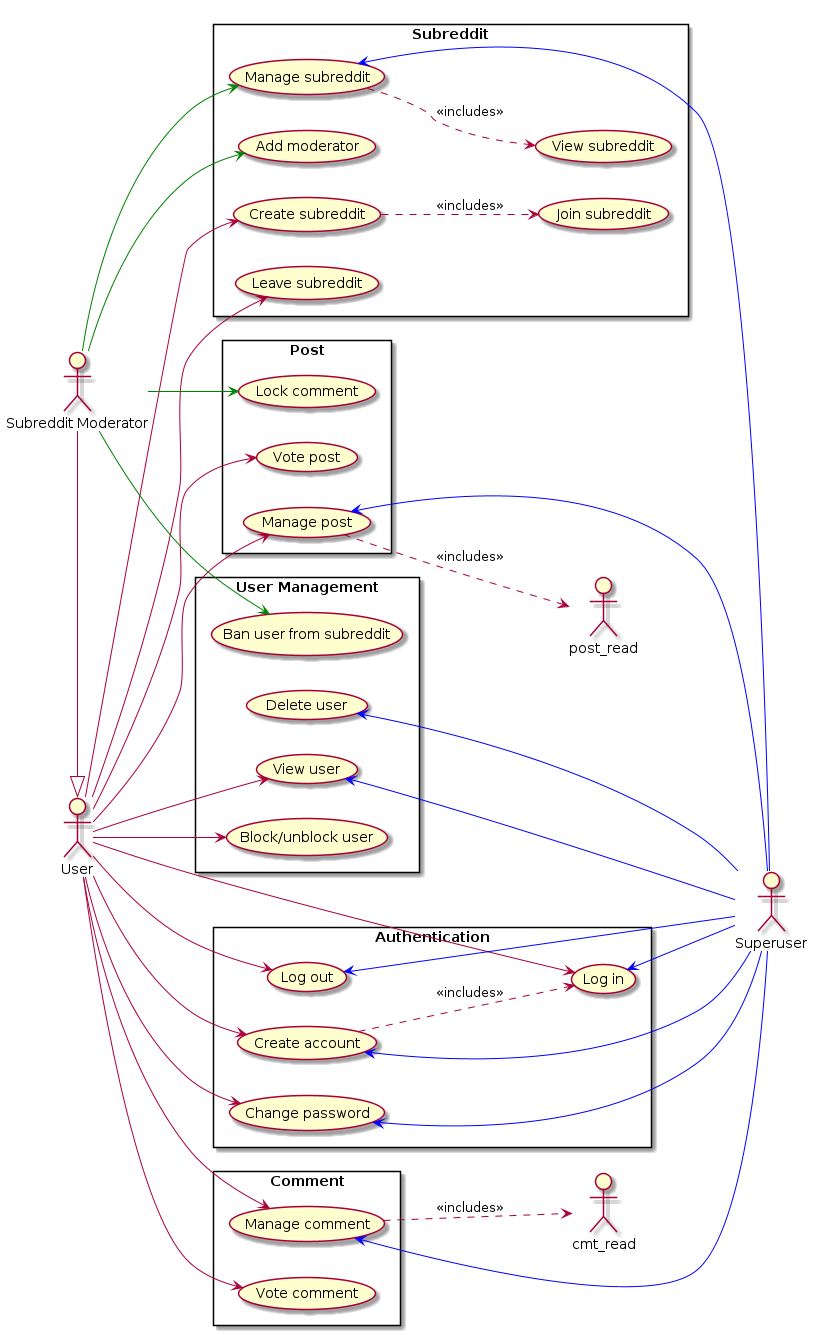 Subreddit
Manage subreddit
«includes»
Add moderator
View subreddit
Create subreddit
«includes»
Join subreddit
Leave subreddit
Post
Lock comment
Subreddit Moderator
Vote post
Manage post
«includes»
User Management
Ban user from subreddit
post_read
Delete user
View user
Block/unblock user
User
Authentication
Superuser
Log out
Log in
«includes»
Create account
Change password
Comment
«includes»
Manage comment
cmt_read
Vote comment